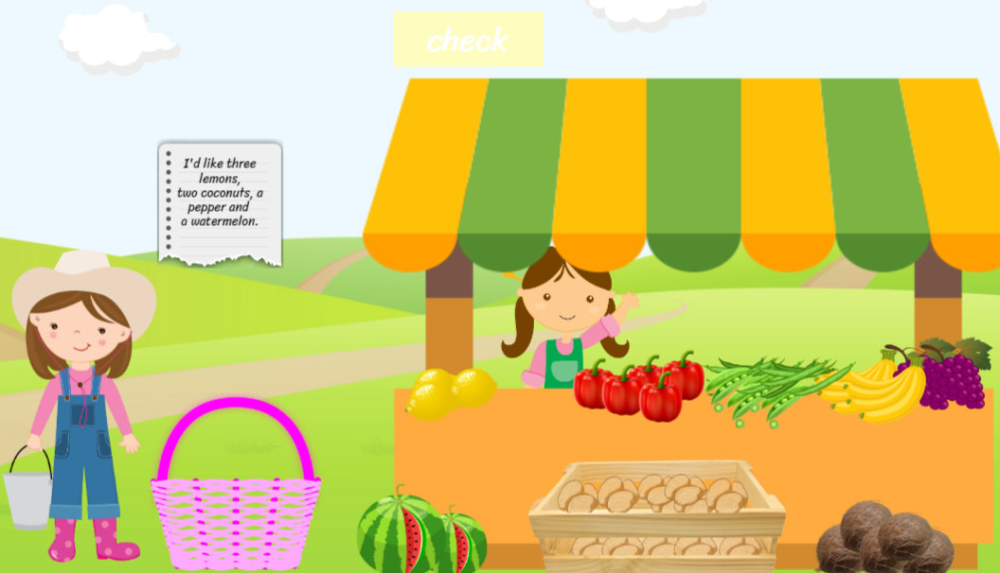 check
I'd like three
lemons,
two coconuts, a
pepper and
a watermelon.